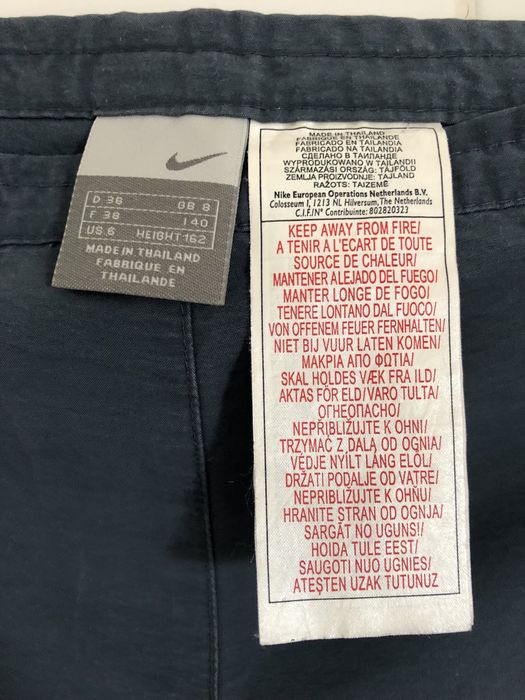 D 36 GB 8
F 38 I 40
US.6 HEIGHT 162
MADE IN THAILAND
FABRIQUE EN
THAILANDE
MADE IN THAILAND
FABRIQUE EN THAILANDE
FABRICADO EN TAILANDIA
FABRICADO NA TAILANDIA
СДЕЛАНО В ТАИЛАНДЕ
WYPRODUKOWANO W TAILANDII
SZÁRMAZÁSI ORSZÁG: TÁJFÖLD
ZEMLJA PROIZVODNJE: TAJLAND
RAŽOTS: TAIZEMĒ
Nike European Operations Netherlands B.V.
Colosseum I, 1213 NL Hilversum, The Netherlands
C.I.F/N° Contribuinte: 802820323
KEEP AWAY FROM FIRE/
A TENIR A L'ECART DE TOUTE
SOURCE DE CHALEUR/
MANTENER ALEJADO DEL FUEGO/
MANTER LONGE DE FOGO/
TENERE LONTANO DAL FUOCO/
VON OFFENEM FEUER FERNHALTEN/
NIET BIJ VUUR LATEN KOMEN/
ΜΑΚΡΙΑ ΑΠΟ ΦΩΤΙΑ/
SKAL HOLDES VÆK FRA ILD/
AKTAS FÖR ELD/VARO TULTA/
ОГНЕОПАСНО/
NEPŘIBLIŽUJTE K OHNI/
TRZYMAĆ Z DALA OD OGNIA/
VÉDJE NYÍLT LÁNG ELŐL/
DRŽATI PODALJE OD VATRE/
NEPRIBLIŽUJTE K OHŇU/
HRANITE STRAN OD OGNJA/
SARGĀT NO UGUNS!/
HOIDA TULE EEST/
SAUGOTI NUO UGNIES/
ATEŞTEN UZAK TUTUNUZ